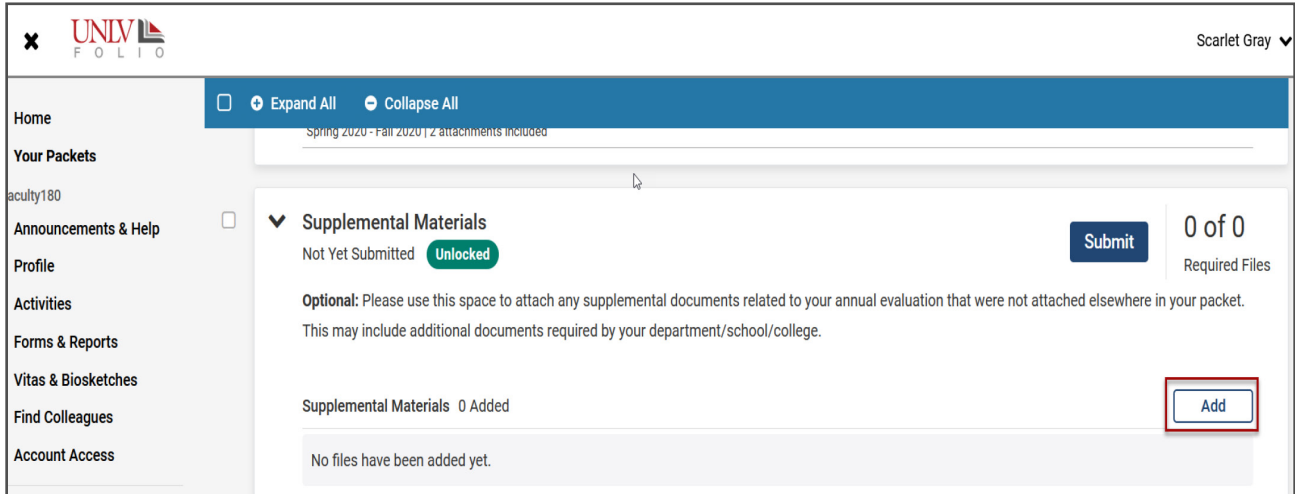 UNLV
FOLIO
Scarlet Gray
Expand All
Collapse All
Home
Your Packets
aculty180
Announcements & Help
Profile
Activities
Forms & Reports
Vitas & Biosketches
Find Colleagues
Account Access
Spring 2020 - Fall 2020 | 2 attachments included
Supplemental Materials
Not Yet Submitted Unlocked
Submit
0 of 0
Required Files
Optional: Please use this space to attach any supplemental documents related to your annual evaluation that were not attached elsewhere in your packet.
This may include additional documents required by your department/school/college.
Supplemental Materials 0 Added
Add
No files have been added yet.